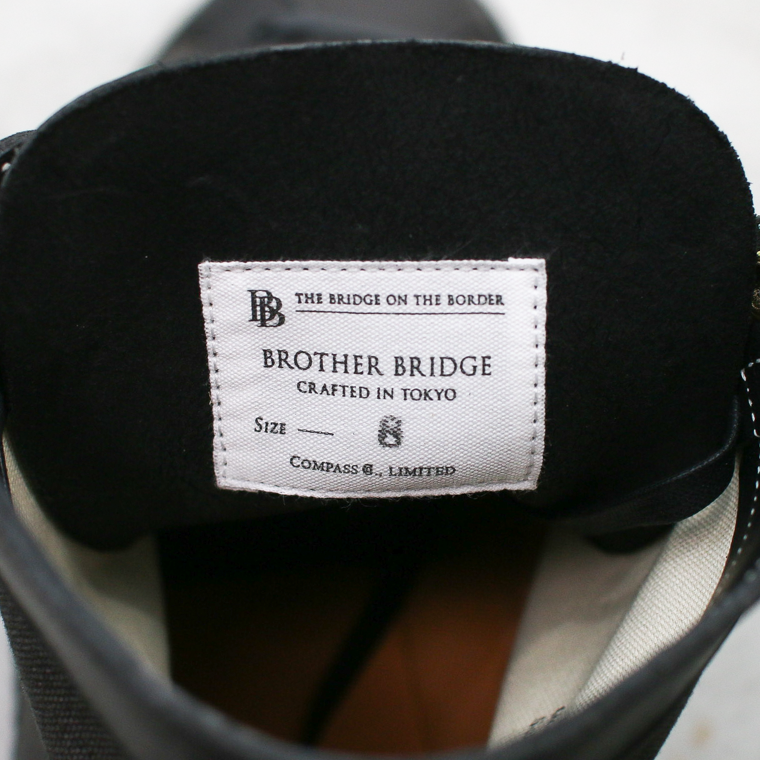 BB THE BRIDGE ON THE BORDER
BROTHER BRIDGE
CRAFTED IN TOKYO
SIZE — 8
COMPASS Co., LIMITED